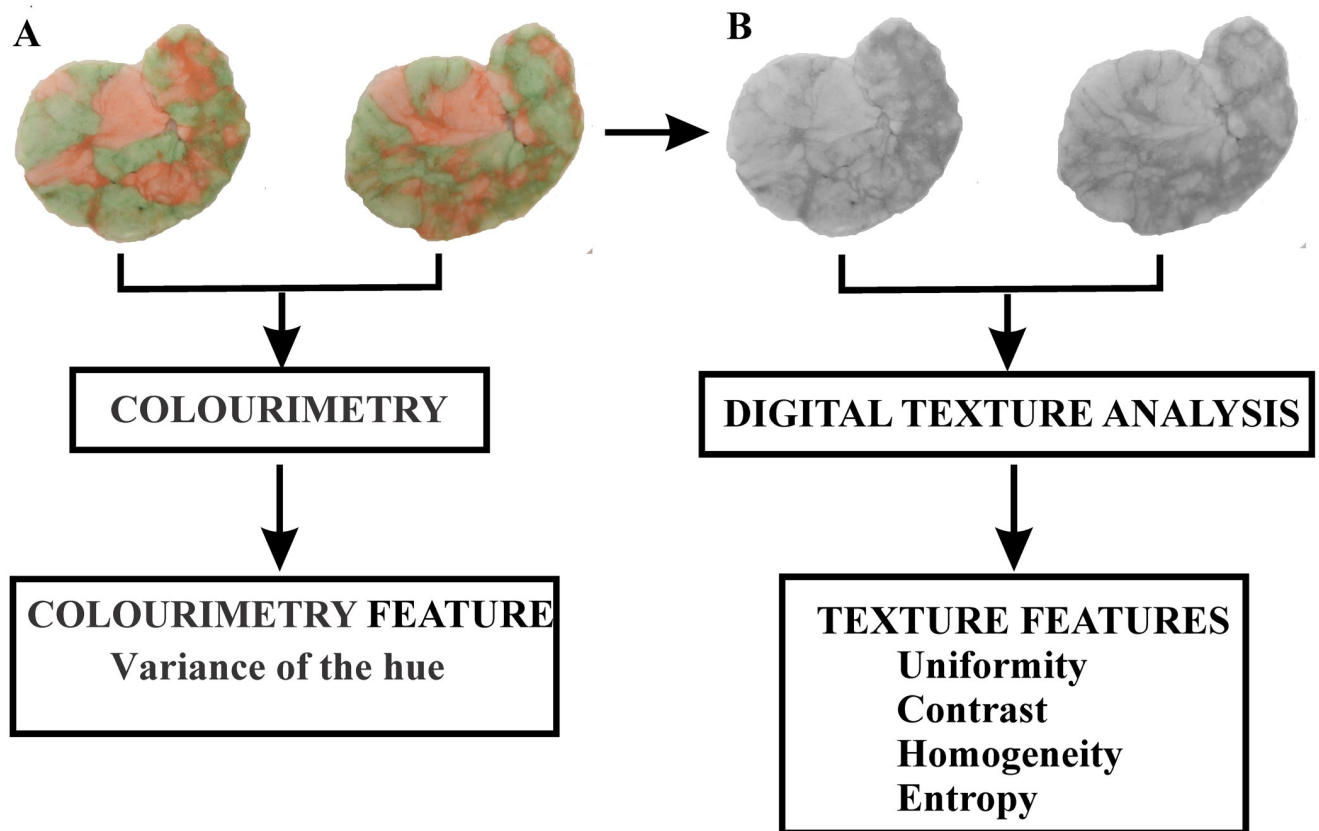 A
B
COLOURIMETRY
DIGITAL TEXTURE ANALYSIS
COLOURIMETRY FEATURE
Variance of the hue
TEXTURE FEATURES
Uniformity
Contrast
Homogeneity
Entropy